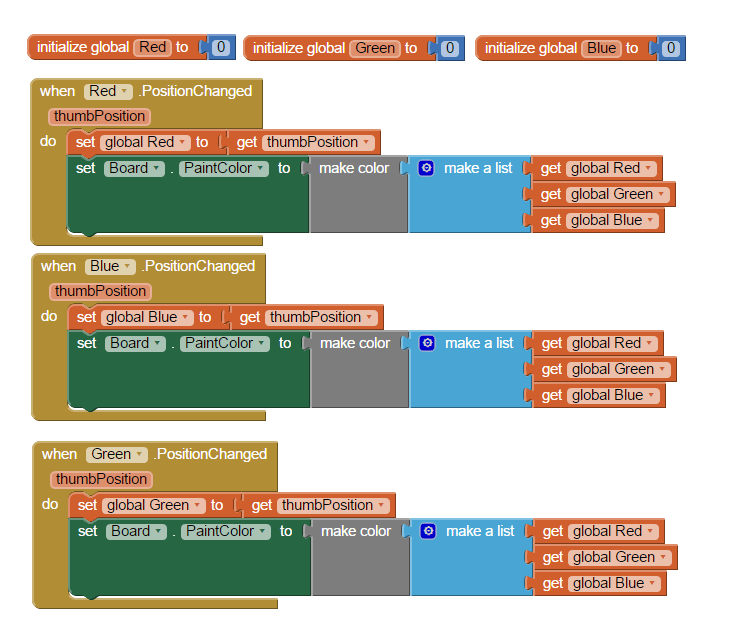 initialize global Red to 0 initialize global Green to 0 initialize global Blue to 0
when Red .PositionChanged
thumbPosition
do set global Red to get thumbPosition
set Board . PaintColor to make color make a list get global Red
get global Green
get global Blue
when Blue .PositionChanged
thumbPosition
do set global Blue to get thumbPosition
set Board . PaintColor to make color make a list get global Red
get global Green
get global Blue
when Green .PositionChanged
thumbPosition
do set global Green to get thumbPosition
set Board . PaintColor to make color make a list get global Red
get global Green
get global Blue